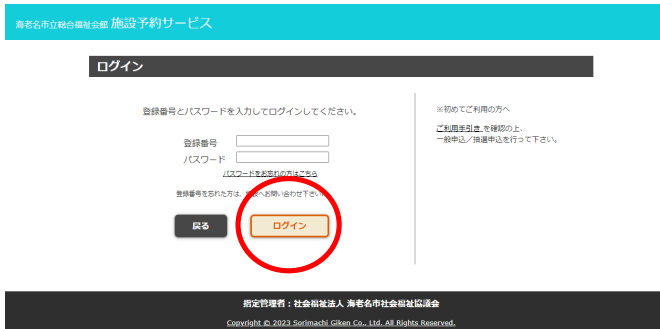 海老名市立総合福祉会館 施設予約サービス
ログイン
登録番号とパスワードを入力してログインしてください。
登録番号
パスワード
パスワードをお忘れの方はこちら
登録番号を忘れた方は、 へお問い合わせ下さい
戻る
ログイン
※初めてご利用の方へ
ご利用手引き を確認の上、
一般申込／抽選申込を行って下さい。
指定管理者：社会福祉法人 海老名市社会福祉協議会
Copyright © 2023 Sorimachi Giken Co., Ltd. All Rights Reserved.